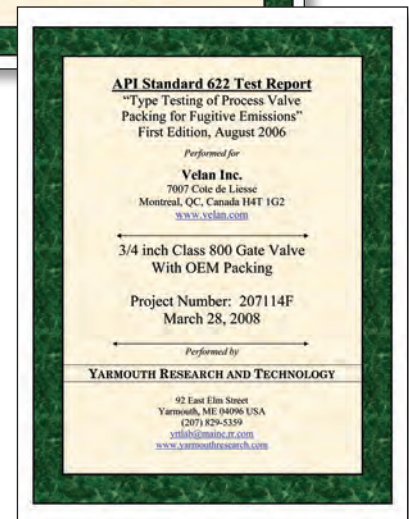 API Standard 622 Test Report
"Type Testing of Process Valve
Packing for Fugitive Emissions"
First Edition, August 2006
Performed for
Velan Inc.
7007 Cote de Liesse
Montreal, QC, Canada H4T 1G2
www.velan.com
3/4 inch Class 800 Gate Valve
With OEM Packing
Project Number: 207114F
March 28, 2008
Performed by
YARMOUTH RESEARCH AND TECHNOLOGY
92 East Elm Street
Yarmouth, ME 04096 USA
(207) 829-5359
yrtlab@maine.rr.com
www.yarmouthresearch.com